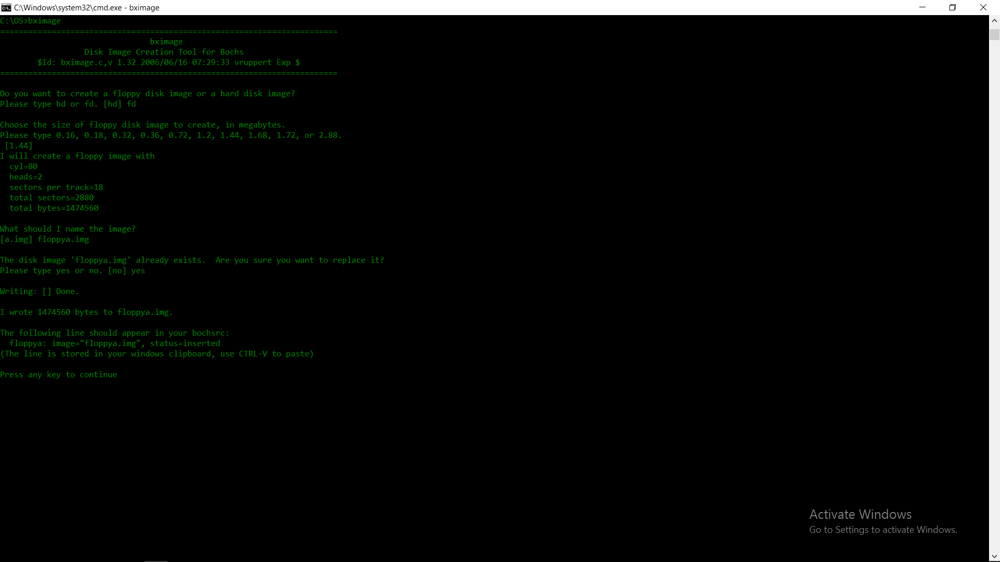 C:\Windows\system32\cmd.exe - bximage
C:\OS>bximage
========================================================================
bximage
Disk Image Creation Tool for Bochs
$Id: bximage.c,v 1.32 2006/06/16 07:29:33 vruppert Exp $
========================================================================
Do you want to create a floppy disk image or a hard disk image?
Please type hd or fd. [hd] fd
Choose the size of floppy disk image to create, in megabytes.
Please type 0.16, 0.18, 0.32, 0.36, 0.72, 1.2, 1.44, 1.68, 1.72, or 2.88.
[1.44]
I will create a floppy image with
cyl=80
heads=2
sectors per track=18
total sectors=2880
total bytes=1474560
What should I name the image?
[a.img] floppya.img
The disk image 'floppya.img' already exists.  Are you sure you want to replace it?
Please type yes or no. [no] yes
Writing: [] Done.
I wrote 1474560 bytes to floppya.img.
The following line should appear in your bochsrc:
floppya: image="floppya.img", status=inserted
(The line is stored in your windows clipboard, use CTRL-V to paste)
Press any key to continue
Activate Windows
Go to Settings to activate Windows.